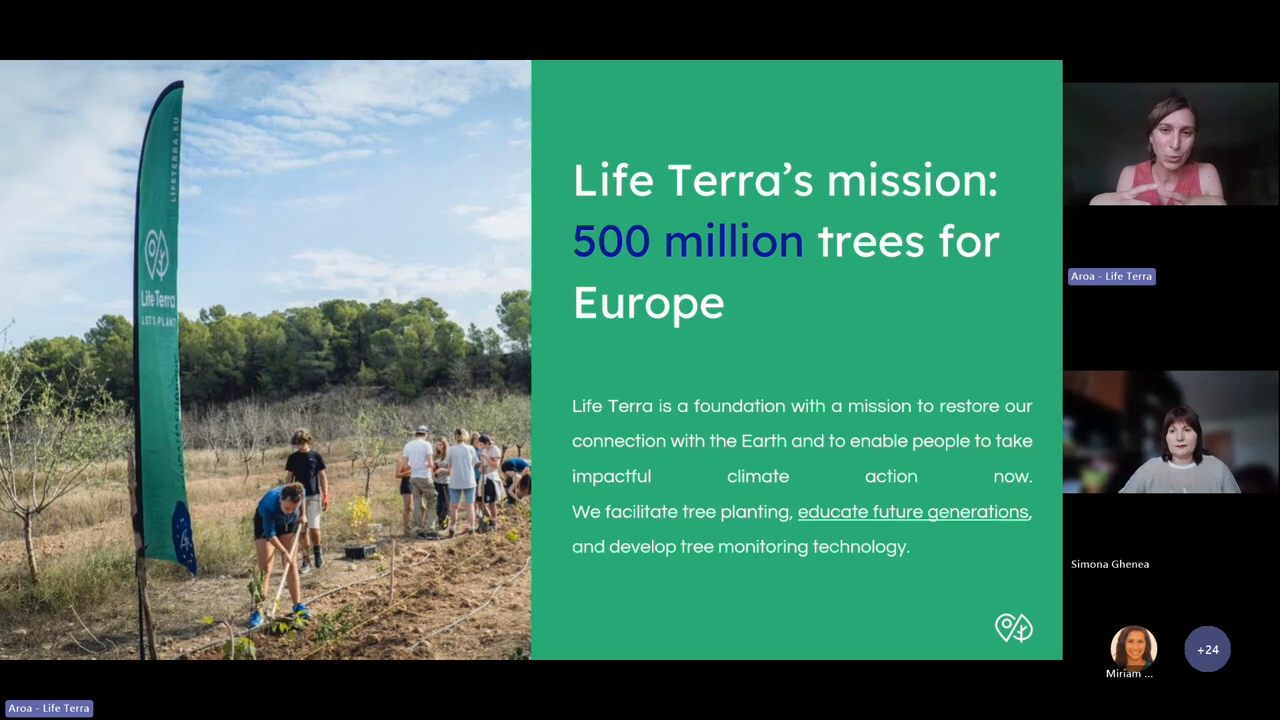 LIFETERRA.EU
Life Terra
LET'S PLANT
Life Terra’s mission:
500 million trees for
Europe
Life Terra is a foundation with a mission to restore our
connection with the Earth and to enable people to take
impactful climate action now.
We facilitate tree planting, educate future generations,
and develop tree monitoring technology.
Aroa - Life Terra
Simona Ghenea
Miriam ...
+24
Aroa - Life Terra